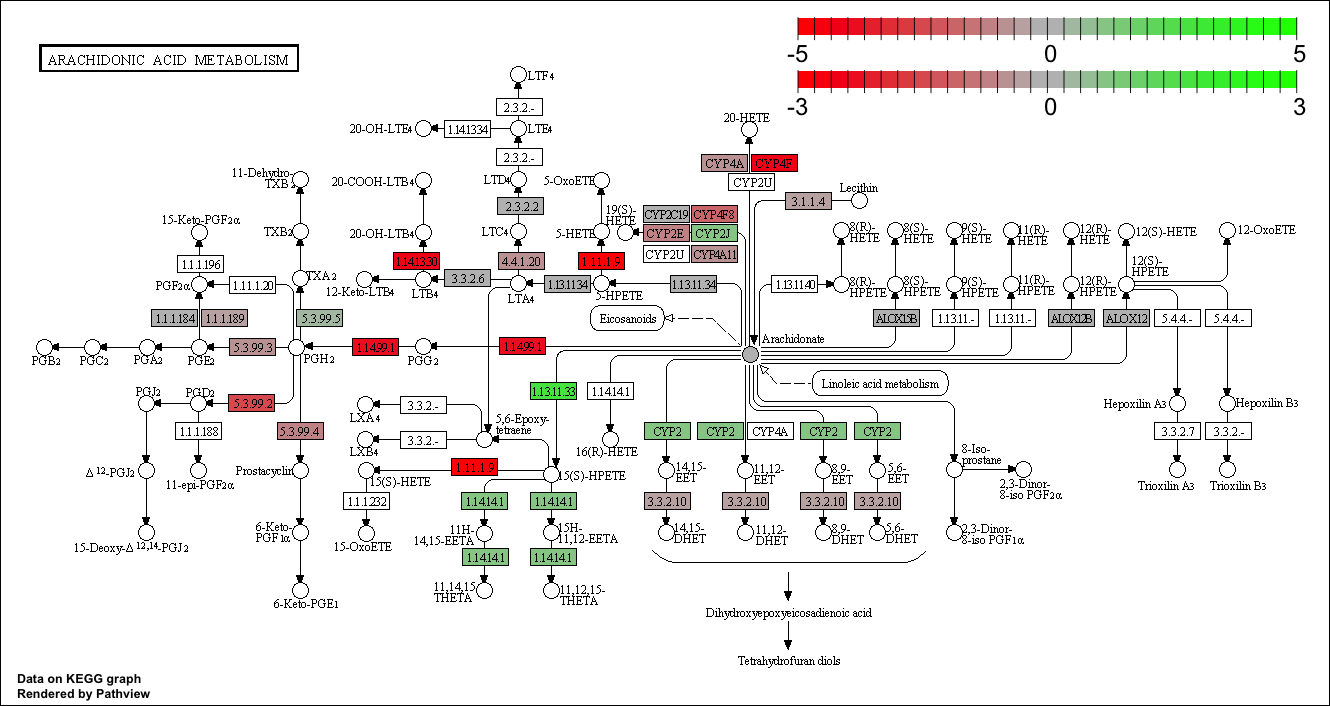 ARACHIDONIC ACID METABOLISM
-5 0 5
-3 0 3
LTF4
2.3.2.-
20-OH-LTE4
1.14.13.34
LTE4
2.3.2.-
20-HETE
CYP4A
CYP4F
CYP2U
11-Dehydro-
TXB2
20-COOH-LTB4
LTD4
5-OxoETE
Lecithin
3.1.1.4
2.3.2.2
19(S)-
HETE
CYP2C19
CYP4F8
CYP2E
CYP2J
CYP2U
CYP4A11
15-Keto-PGF2α
TXB2
20-OH-LTB4
LTC4
5-HETE
8(R)-
HETE
8(S)-
HETE
9(S)-
HETE
11(R)-
HETE
12(R)-
HETE
12(S)-HETE
12-OxoETE
1.1.1.196
1.14.13.30
4.4.1.20
1.11.1.9
12(S)-
HPETE
PGF2α
1.1.1.20
TXA2
12-Keto-LTB4
LTB4
3.3.2.6
LTA4
1.13.11.34
5-HPETE
1.13.11.34
1.13.11.40
8(R)-
HPETE
8(S)-
HPETE
9(S)-
HPETE
11(R)-
HPETE
12(R)-
HPETE
1.1.1.184
1.1.1.189
5.3.99.5
Eicosanoids
ALOX15B
1.13.11.-
1.13.11.-
ALOX12B
ALOX12
5.4.4.-
5.4.4.-
Arachidonate
PGB2
PGC2
PGA2
PGE2
5.3.99.3
PGH2
1.14.99.1
PGG2
1.14.99.1
Linoleic acid metabolism
PGJ2
PGD2
5.3.99.2
1.13.11.33
1.14.14.1
LXA4
3.3.2.-
5,6-Epoxy-
tetraene
Hepoxilin A3
Hepoxilin B3
1.1.1.188
5.3.99.4
LXB4
3.3.2.-
16(R)-HETE
CYP2
CYP2
CYP4A
CYP2
CYP2
3.3.2.7
3.3.2.-
8-Iso-
prostane
Δ12-PGJ2
11-epi-PGF2α
Prostacyclin
15(S)-HETE
1.11.1.9
15(S)-HPETE
14,15-
EET
11,12-
EET
8,9-
EET
5,6-
EET
2,3-Dinor-
8-iso PGF2α
Trioxilin A3
Trioxilin B3
1.1.1.232
1.14.14.1
1.14.14.1
3.3.2.10
3.3.2.10
3.3.2.10
3.3.2.10
15-Deoxy-Δ12,14-PGJ2
6-Keto-
PGF1α
15-OxoETE
11H-
14,15-EETA
15H-
11,12-EETA
14,15-
DHET
11,12-
DHET
8,9-
DHET
5,6-
DHET
2,3-Dinor-
8-iso PGF1α
1.14.14.1
1.14.14.1
6-Keto-PGE1
11,14,15-
THETA
11,12,15-
THETA
Dihydroxyepoxyeicosadienoic acid
Tetrahydrofuran diols
Data on KEGG graph
Rendered by Pathview